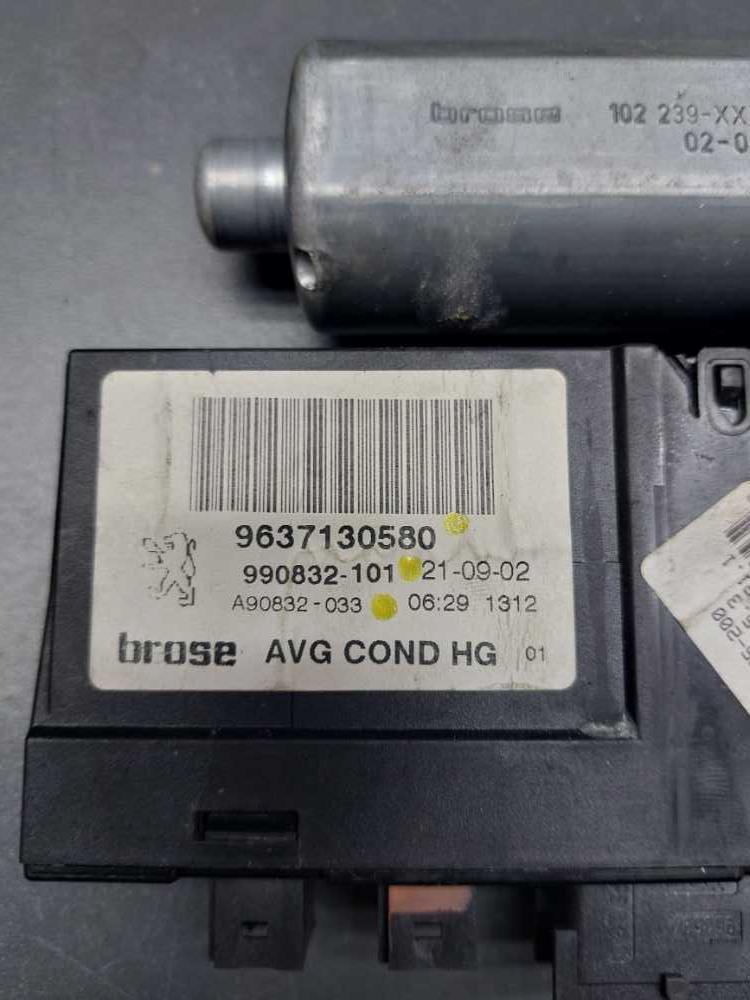 brose 102 239-XX
02-0
9637130580
990832-101 21-09-02
A90832-033 06:29 1312
brose AVG COND HG 01